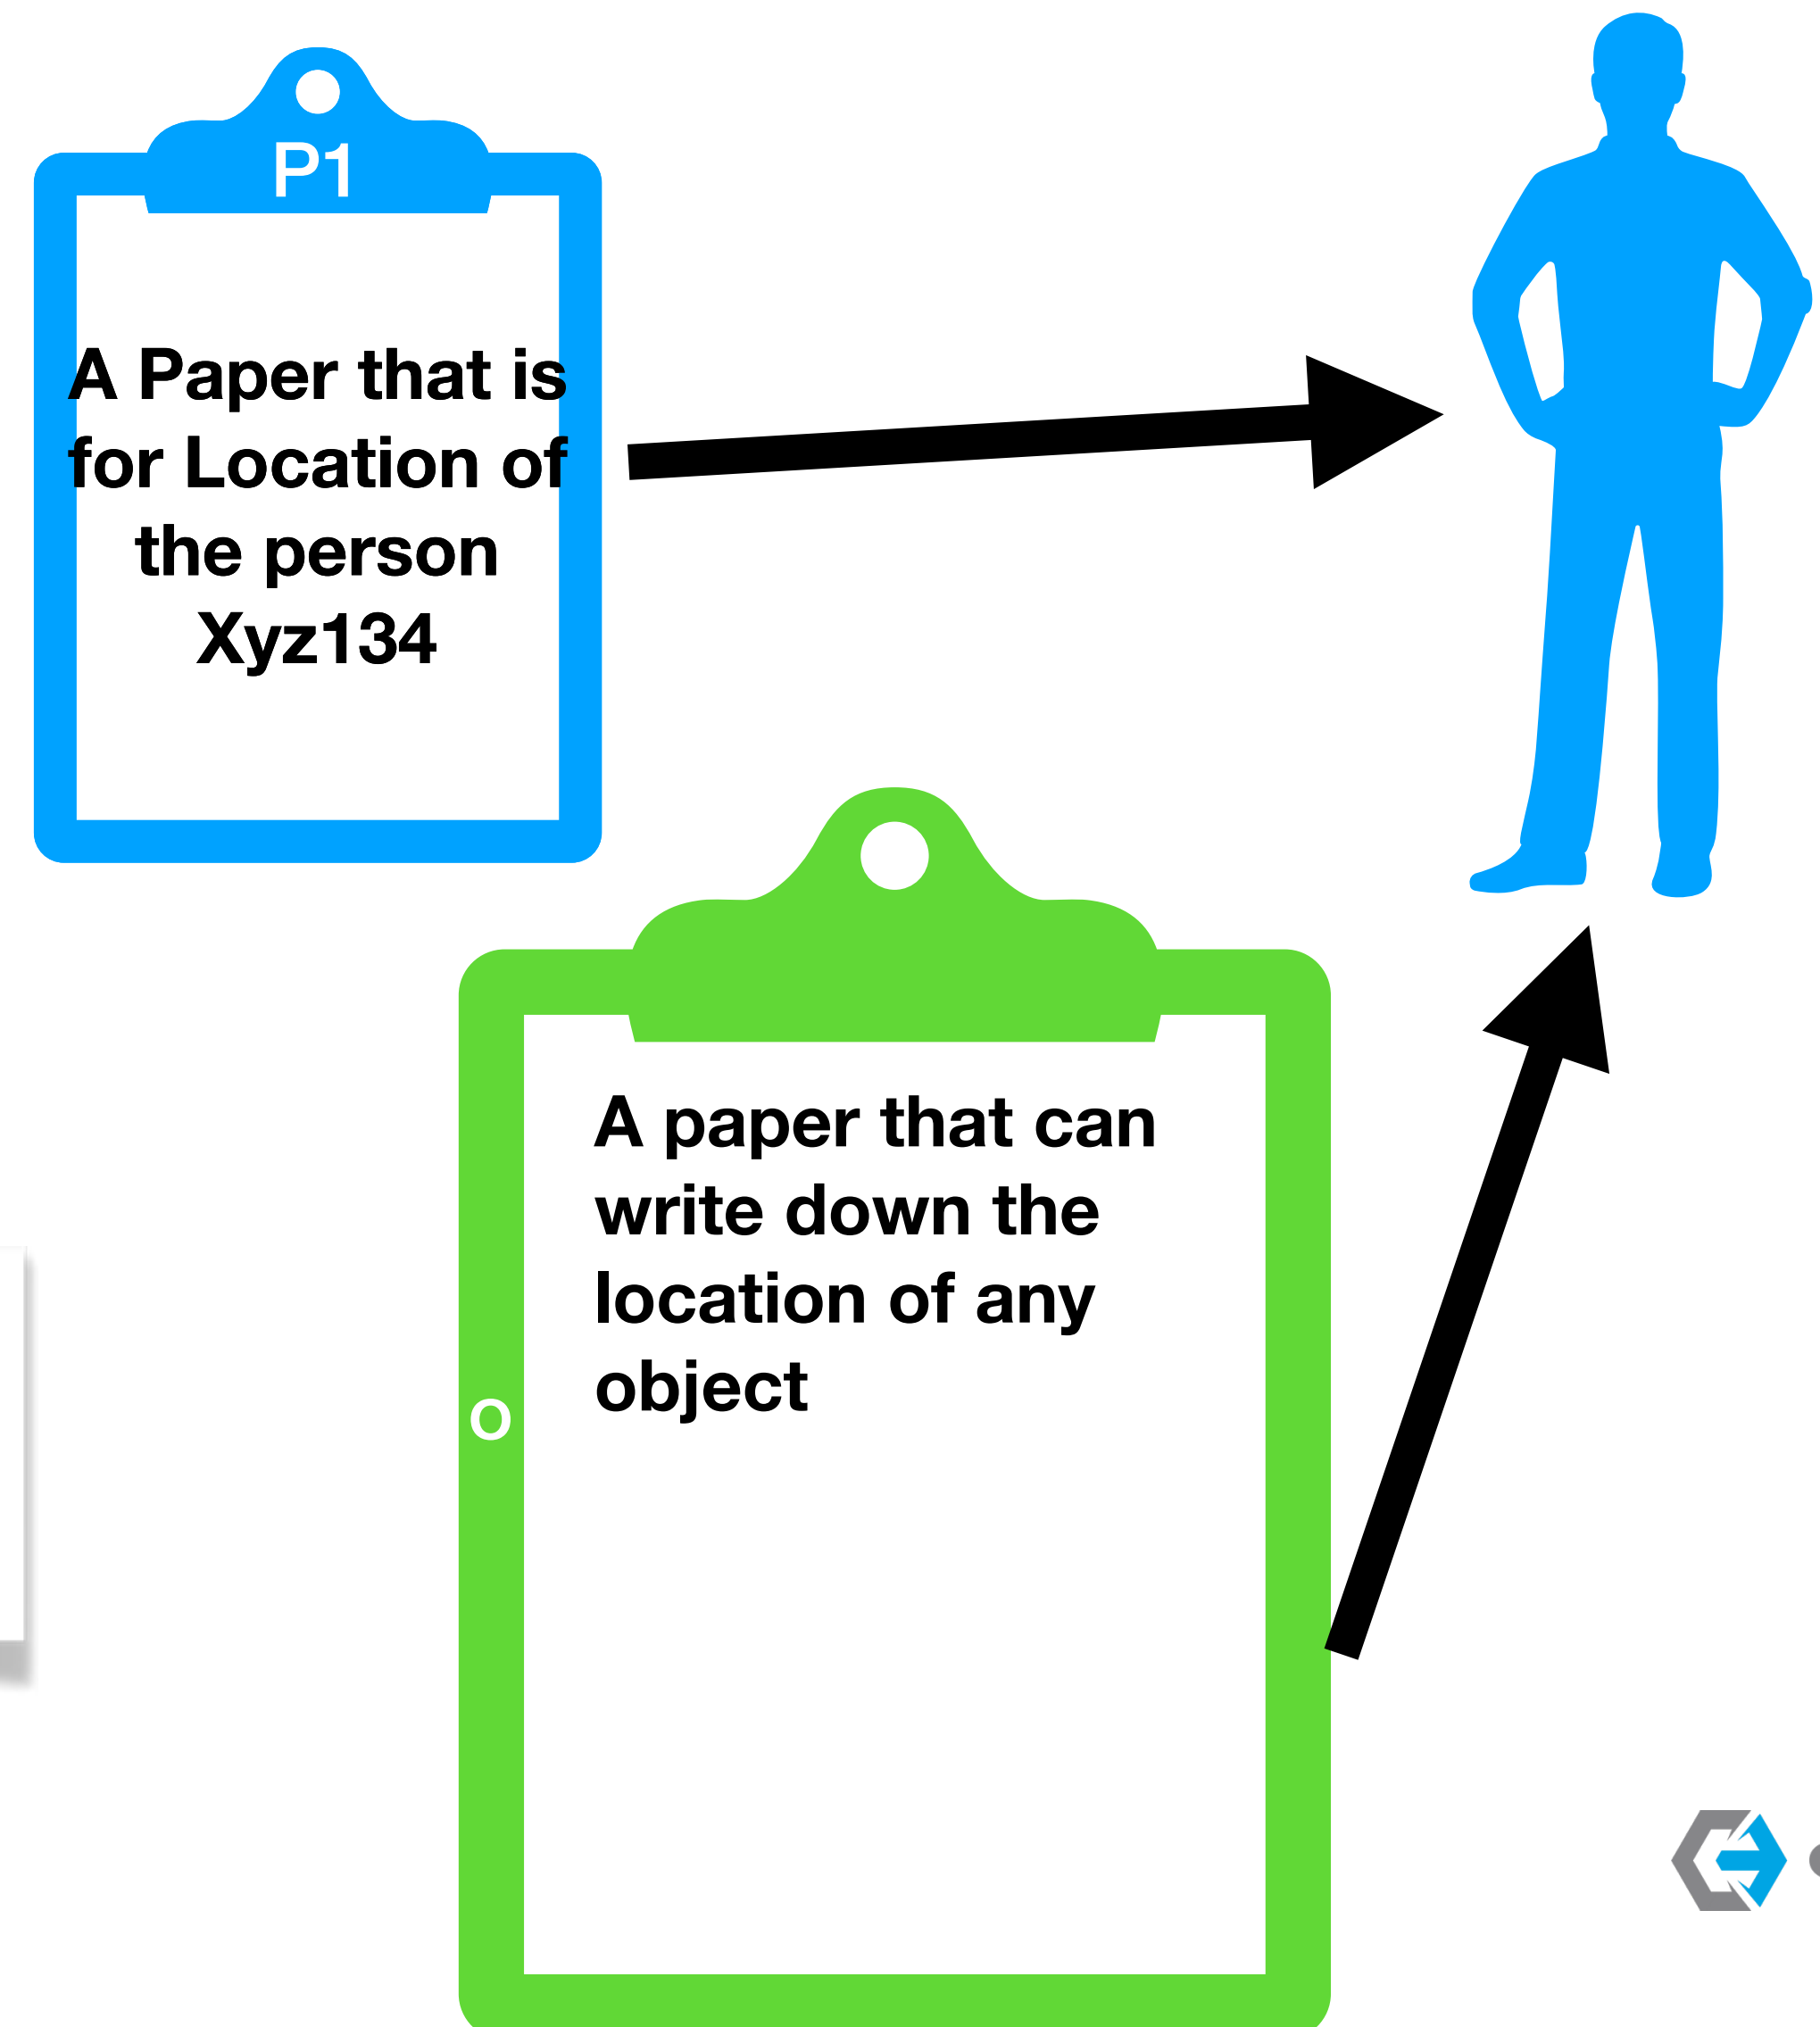 P1
A Paper that is
for Location of
the person
Xyz134
A paper that can
write down the
location of any
object
o